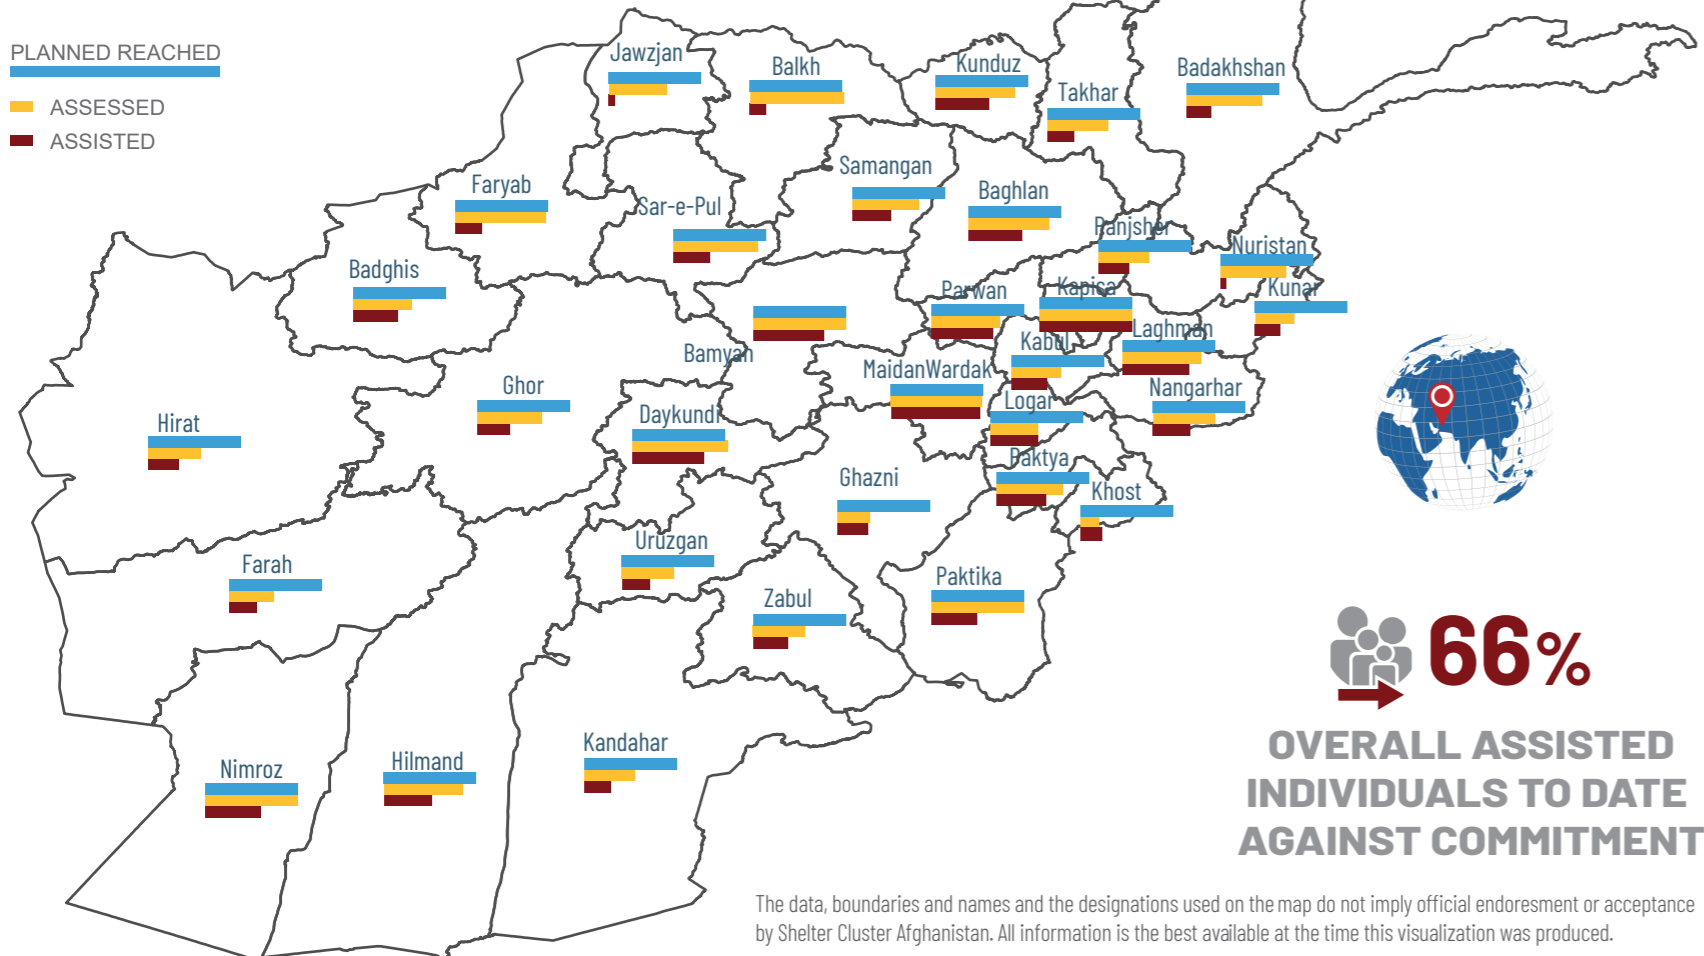 PLANNED REACHED
ASSESSED
ASSISTED
Jawzjan
Balkh
Kunduz
Takhar
Badakhshan
Faryab
Sar-e-Pul
Samangan
Baghlan
Panjsher
Nuristan
Badghis
Parwan
Kapisa
Kunar
Laghman
Bamyan
Kabul
MaidanWardak
Nangarhar
Ghor
Logar
Hirat
Daykundi
Paktya
Ghazni
Khost
Uruzgan
Farah
Paktika
Zabul
Kandahar
Hilmand
Nimroz
66%
OVERALL ASSISTED
INDIVIDUALS TO DATE
AGAINST COMMITMENT
The data, boundaries and names and the designations used on the map do not imply official endoresment or acceptance
by Shelter Cluster Afghanistan. All information is the best available at the time this visualization was produced.